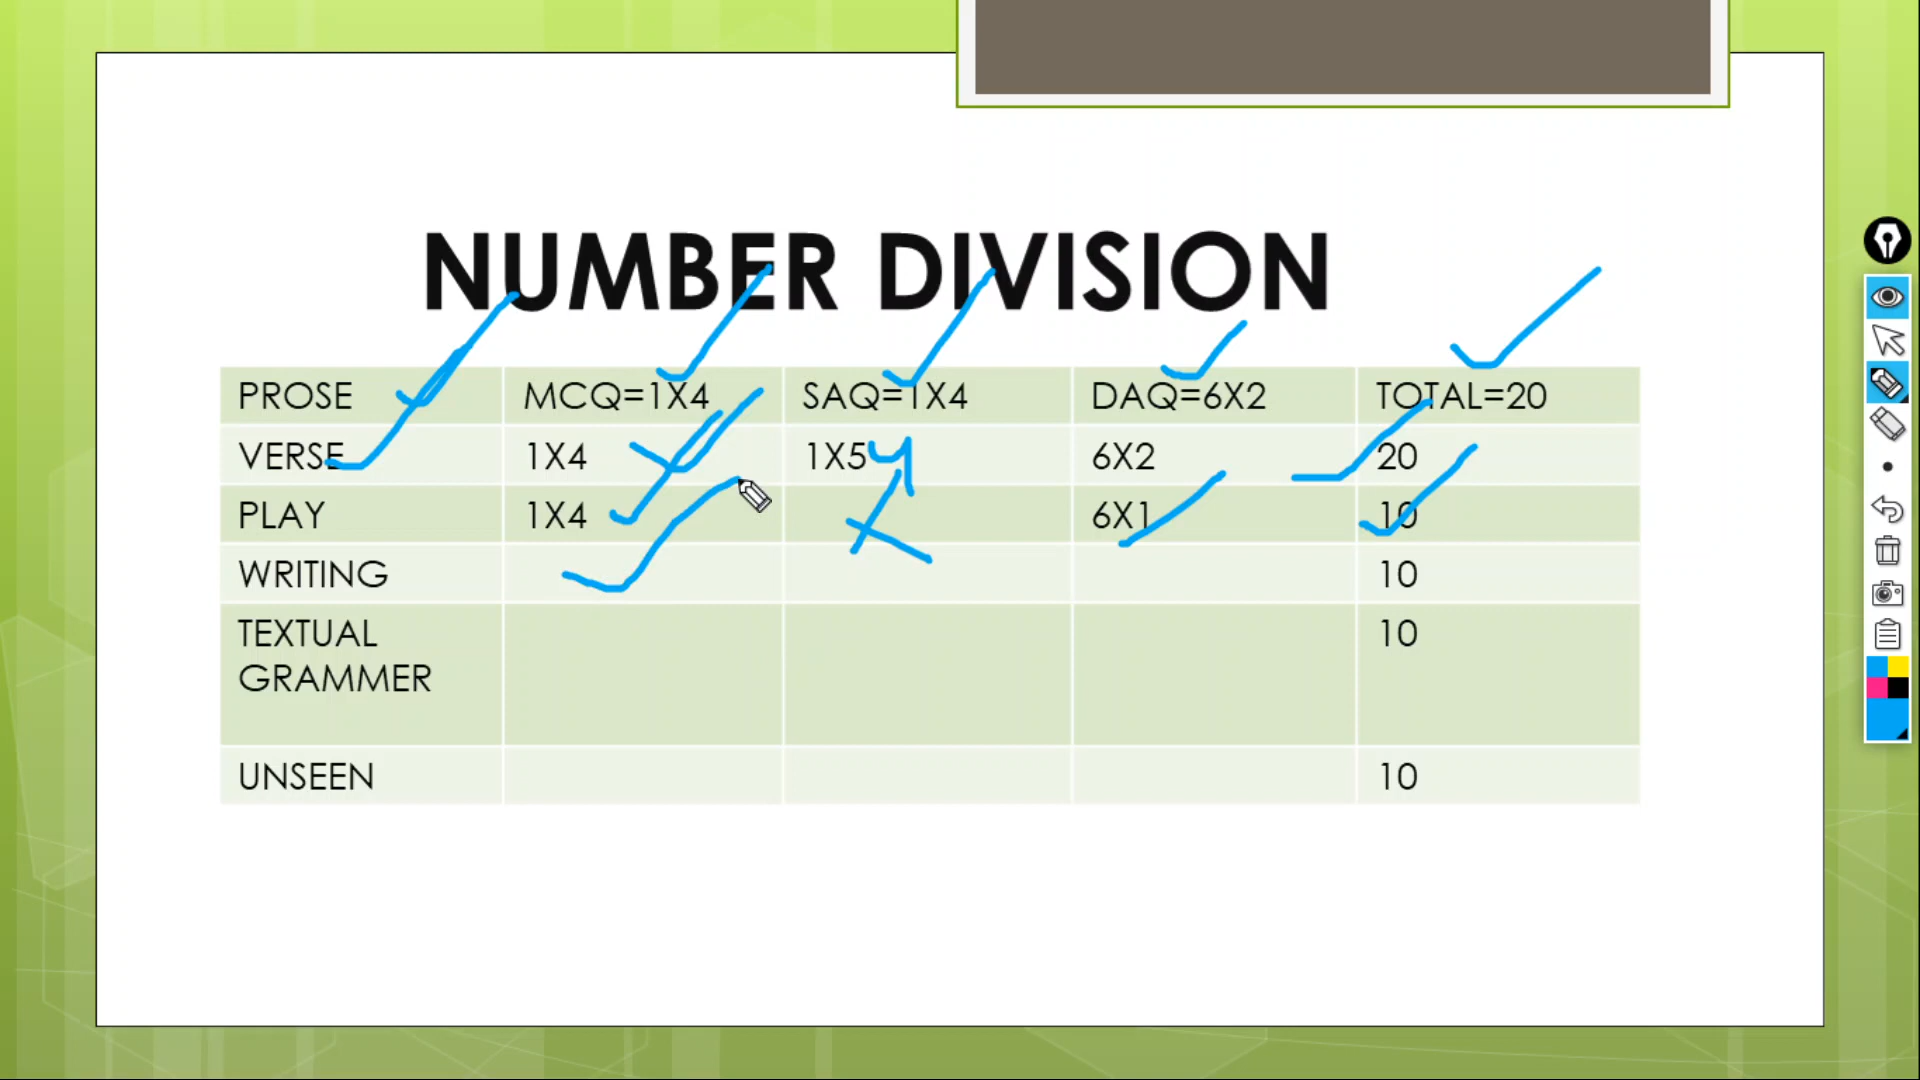 NUMBER DIVISION
PROSE MCQ=1X4 SAQ=1X4 DAQ=6X2 TOTAL=20
VERSE 1X4 1X5 4 6X2 20
PLAY 1X4 6X1 10
WRITING 10
TEXTUAL GRAMMER 10
UNSEEN 10